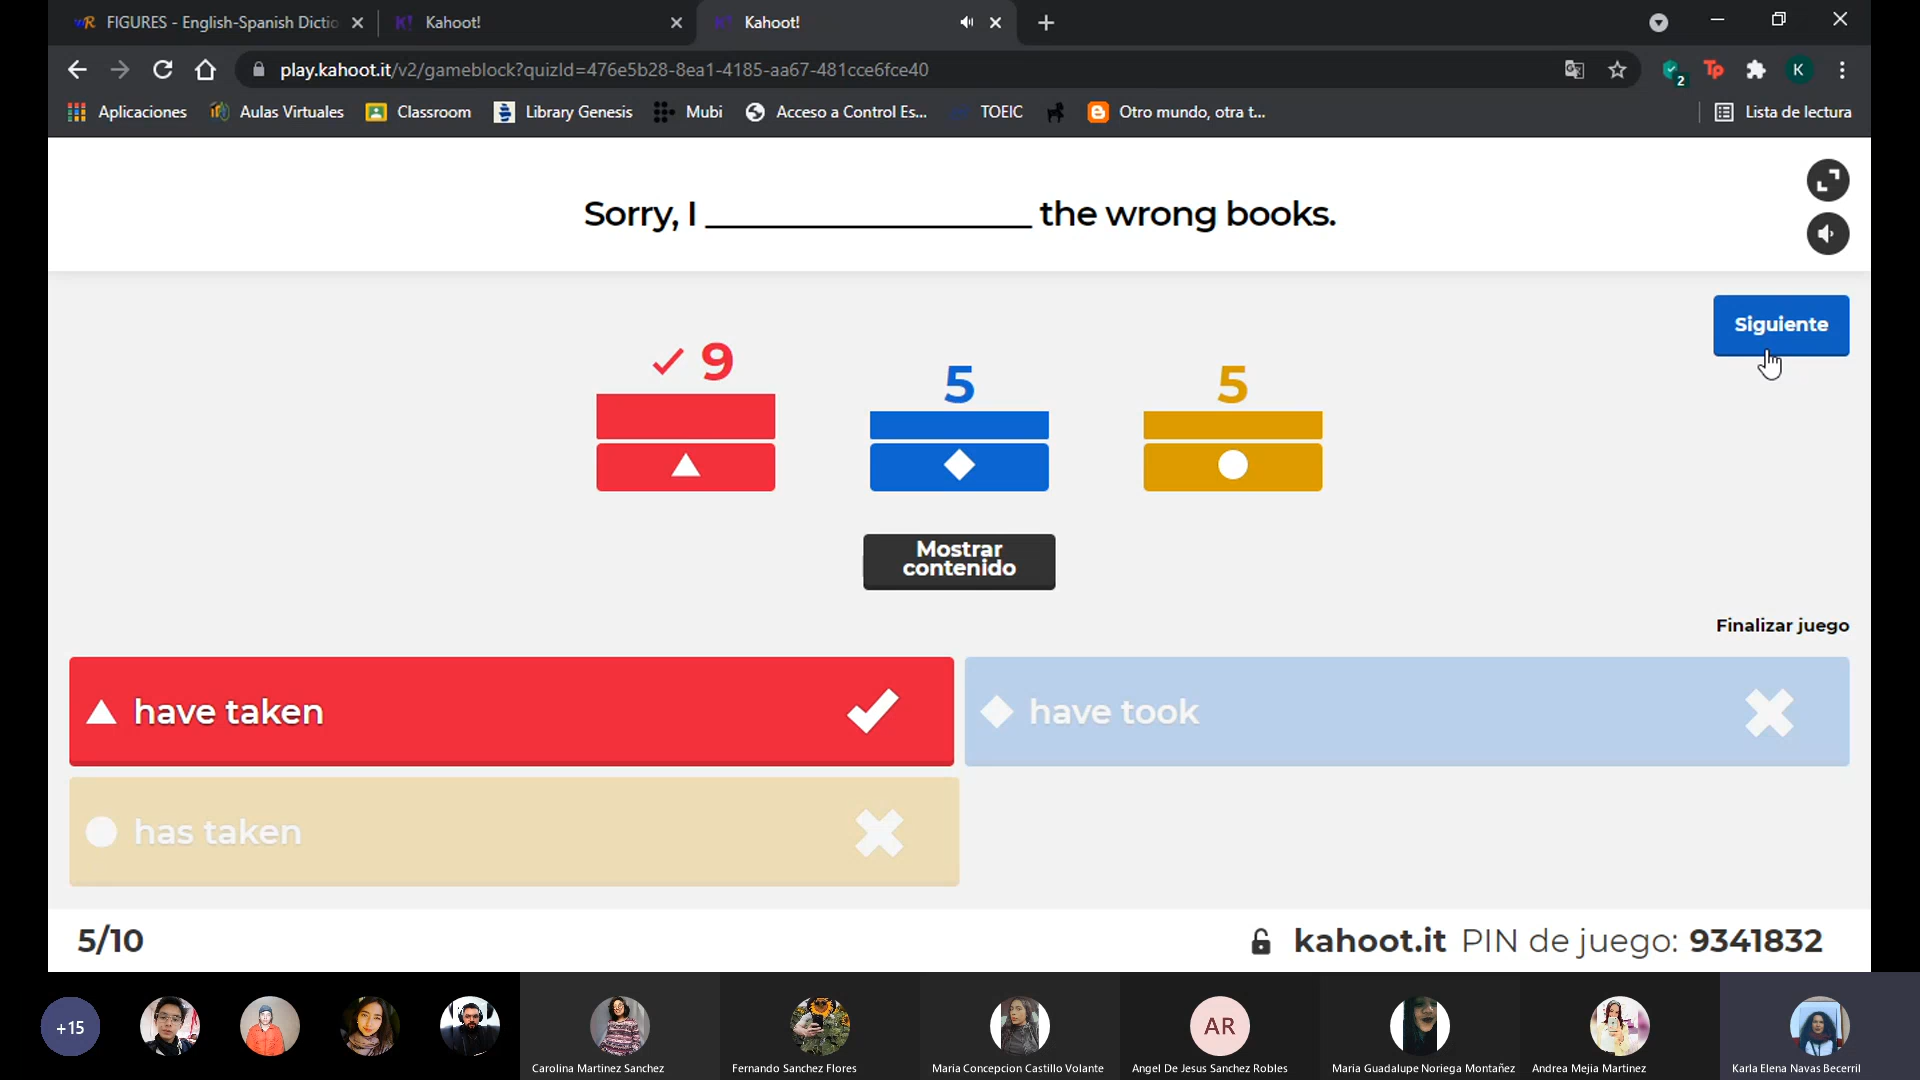 FIGURES - English-Spanish Dictio
Kahoot!
Kahoot!
play.kahoot.it/v2/gameblock?quizId=476e5b28-8ea1-4185-aa67-481cce6fce40
2
Tp
K
Aplicaciones
Aulas Virtuales
Classroom
Library Genesis
Mubi
Acceso a Control Es...
TOEIC
Otro mundo, otra t...
Lista de lectura
Sorry, I __________________ the wrong books.
Siguiente
9
5
5
Mostrar
contenido
Finalizar juego
have taken
have took
has taken
5/10
kahoot.it PIN de juego: 9341832
+15
AR
Carolina Martinez Sanchez
Fernando Sanchez Flores
Maria Concepcion Castillo Volante
Angel De Jesus Sanchez Robles
Maria Guadalupe Noriega Montañez
Andrea Mejia Martinez
Karla Elena Navas Becerril